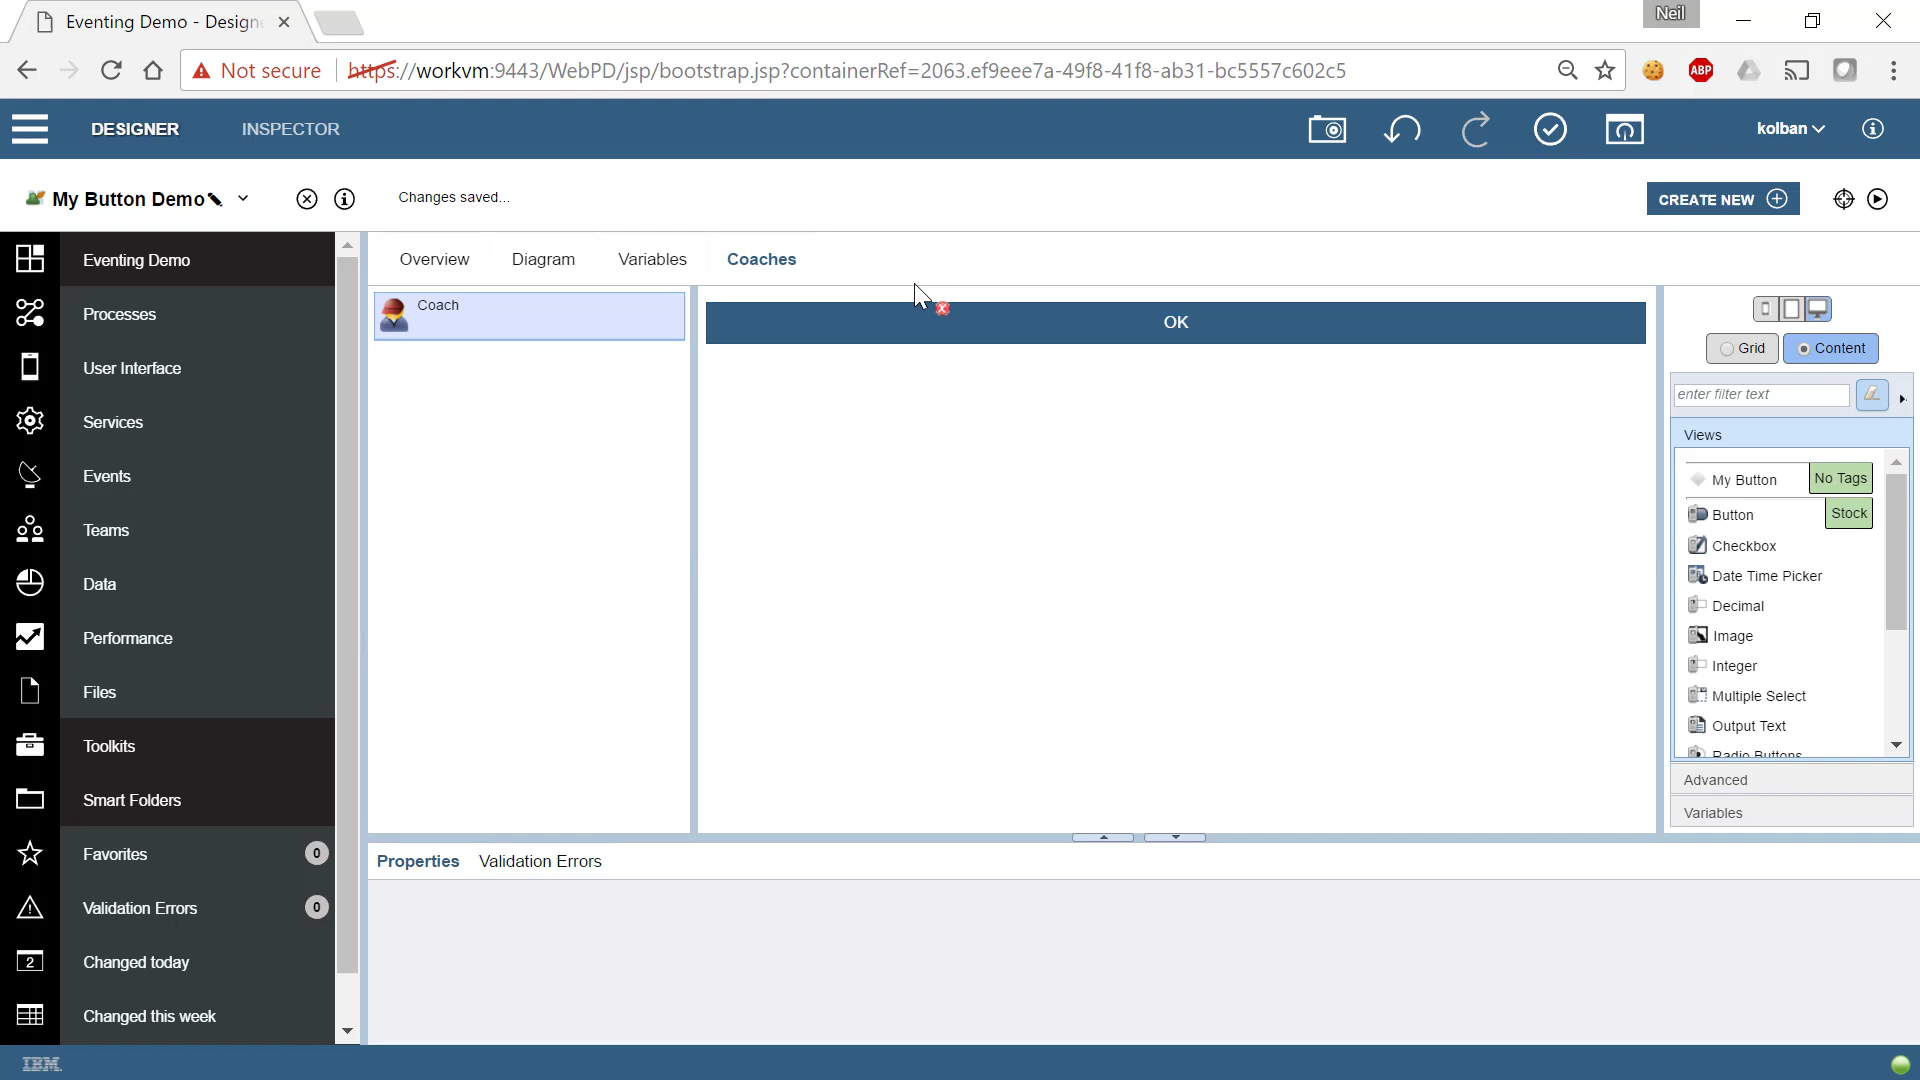 Eventing Demo - Design
Neil
Not secure
https://workvm:9443/WebPD/jsp/bootstrap.jsp?containerRef=2063.ef9eee7a-49f8-41f8-ab31-bc5557c602c5
ABP
DESIGNER
INSPECTOR
kolban
My Button Demo
Changes saved...
CREATE NEW
Eventing Demo
Processes
User Interface
Services
Events
Teams
Data
Performance
Files
Toolkits
Smart Folders
Favorites 0
Validation Errors 0
2
Changed today
Changed this week
Overview
Diagram
Variables
Coaches
Coach
OK
Grid
Content
enter filter text
Views
My Button No Tags
Button Stock
Checkbox
Date Time Picker
Decimal
Image
Integer
Multiple Select
Output Text
Radio Buttons
Advanced
Variables
Properties
Validation Errors
IBM.